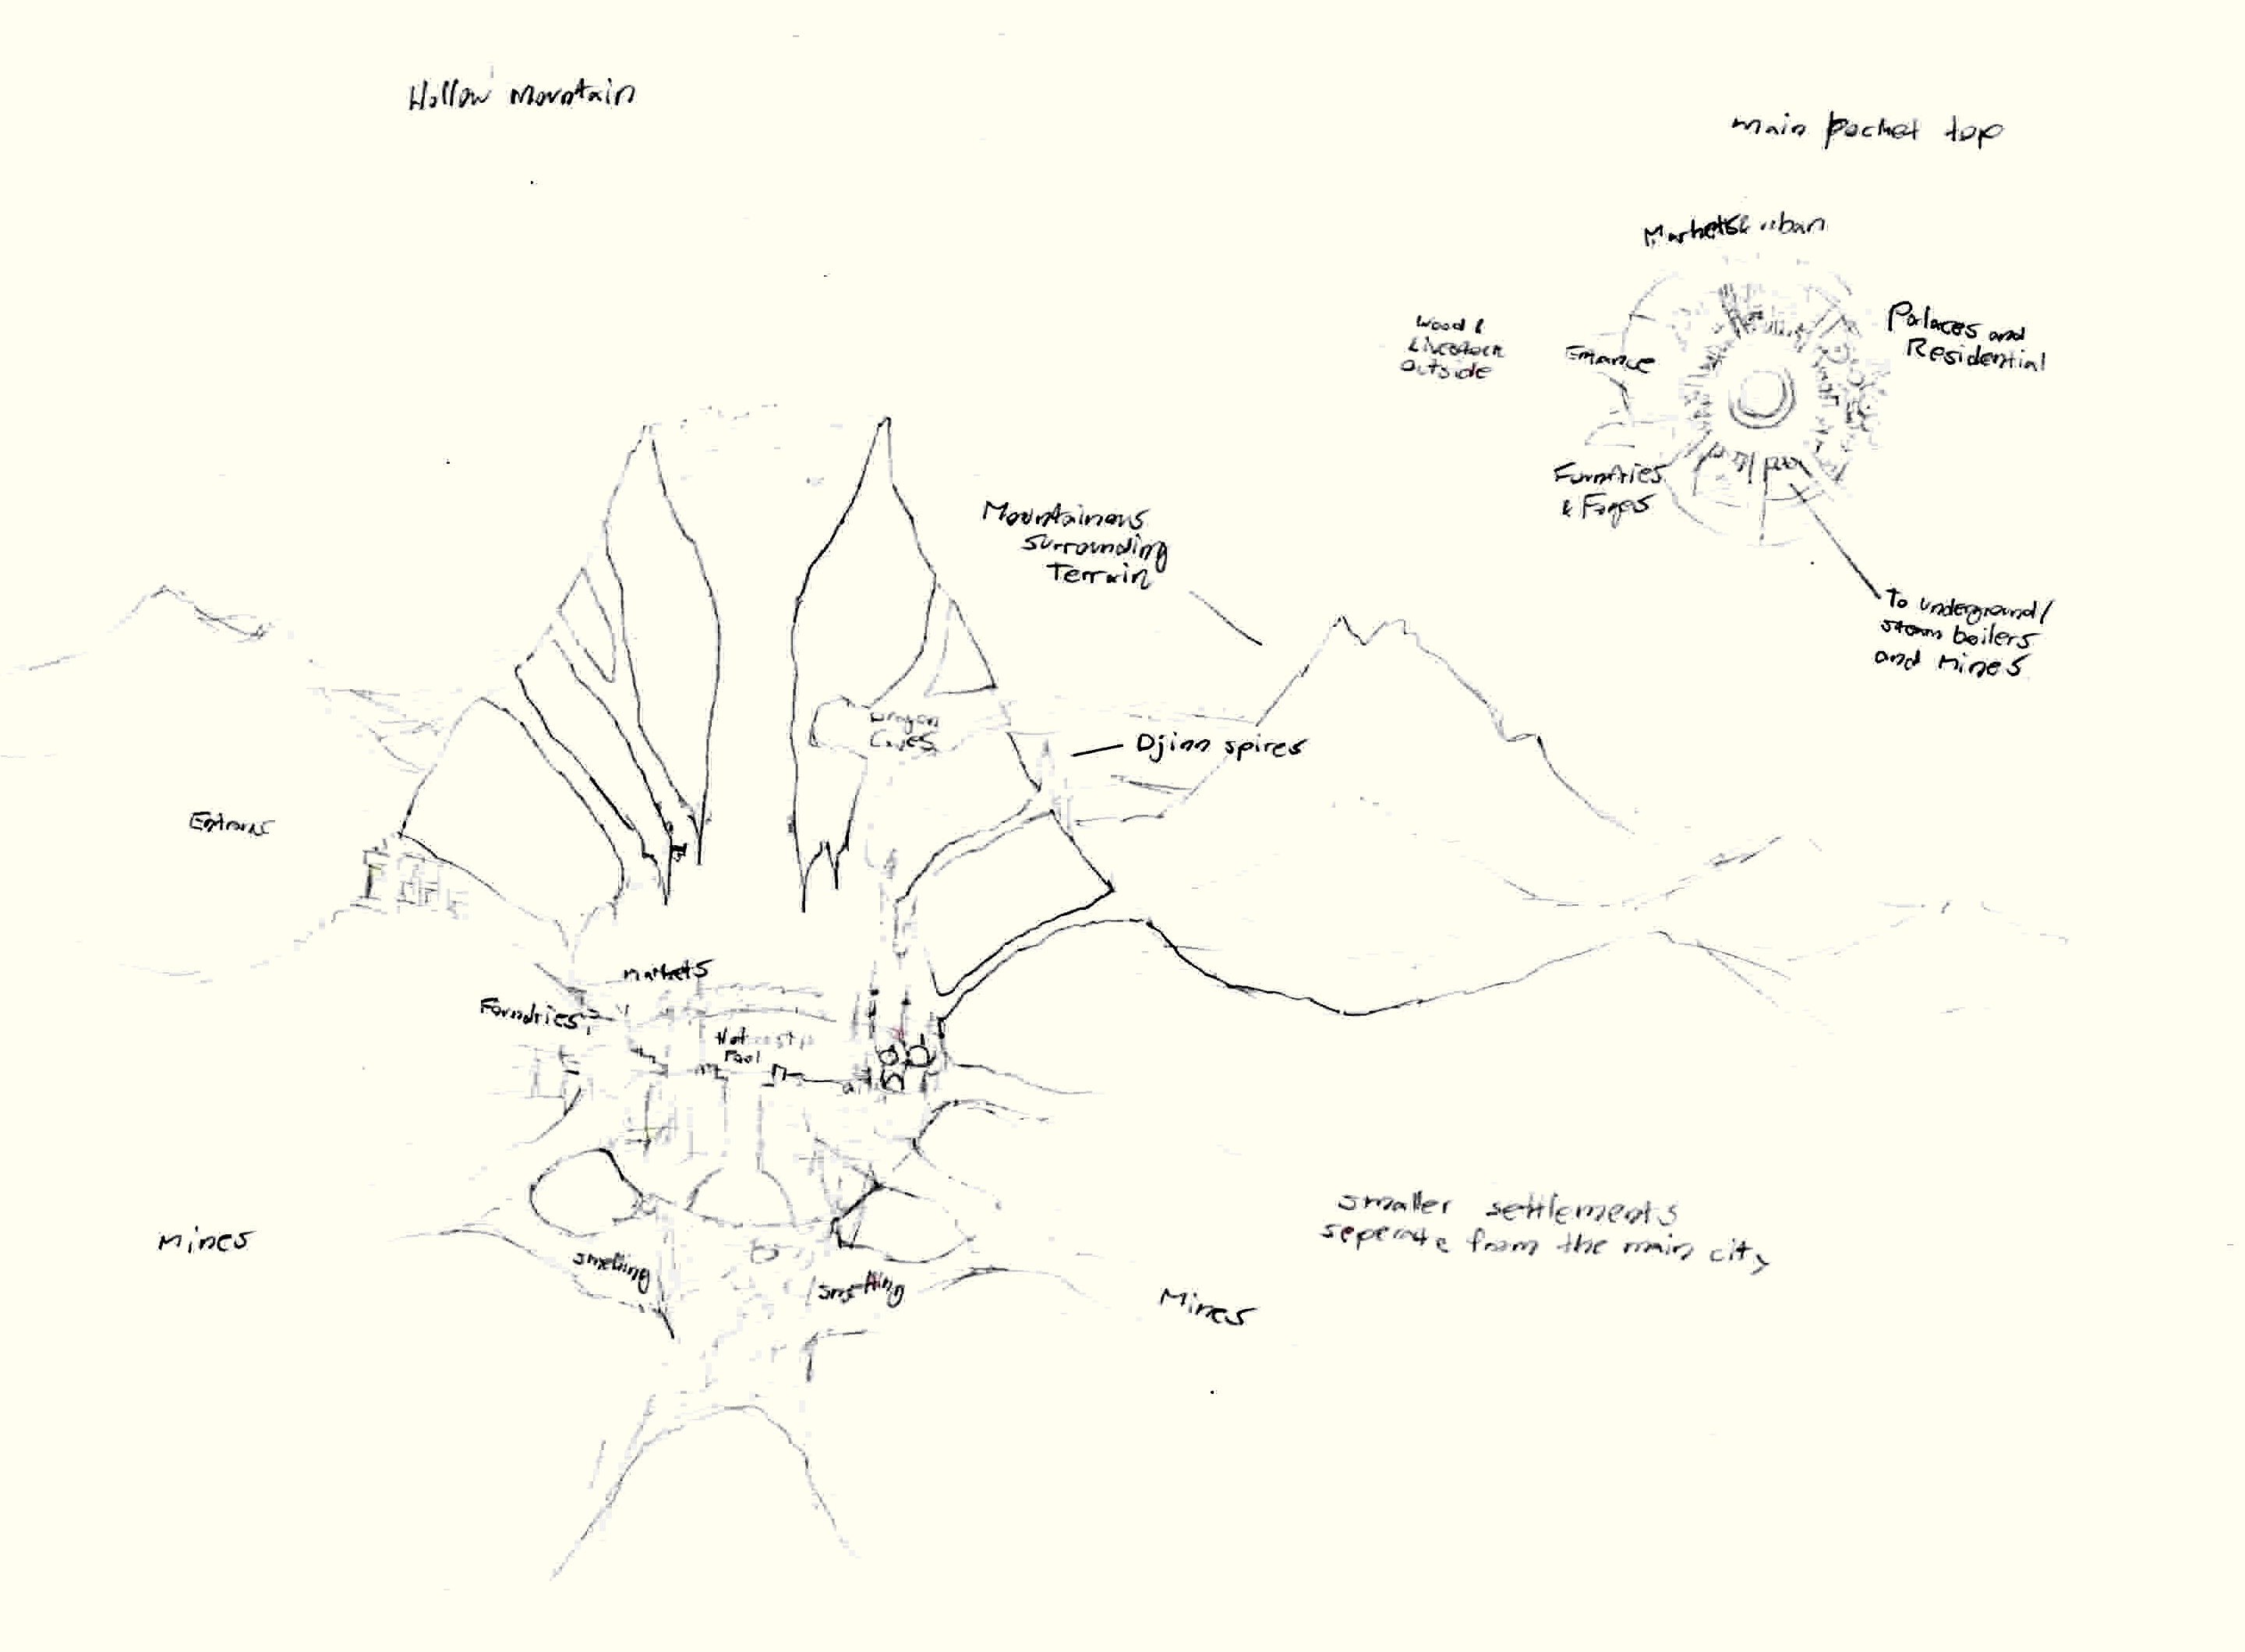 Hollow Mountain
main pocket top
Markets & urban
Wood &
Livestock
Outside
Entrance
Palaces and
Residential
Foundries
& Forges
To underground/
steam boilers
and Mines
Mountainous
surrounding
Terrain
Dragon
Caves
Djinn spires
Entrance
markets
Foundries
Hot
Pool
Mines
smelting
smelting
Mines
smaller settlements
seperate from the main city